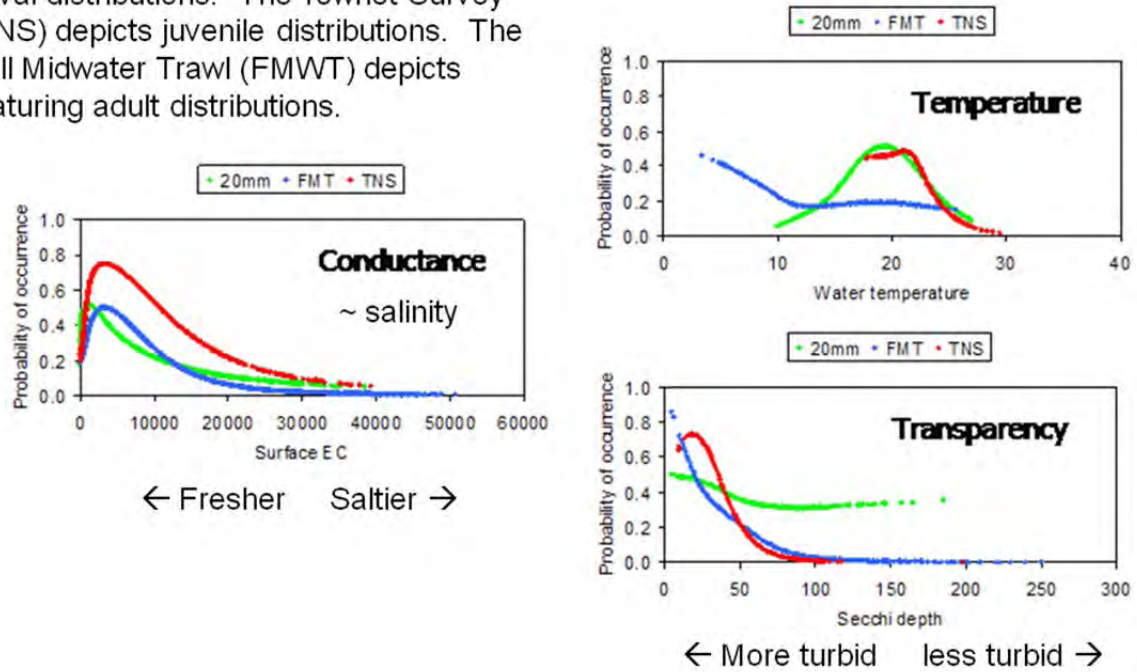 NS) depicts juvenile distributions. The
ll Midwater Trawl (FMWT) depicts
aturing adult distributions.
20mm FMT TNS
Conductance
~ salinity
Probability of occurrence
1.0
0.8
0.6
0.4
0.2
0.0
0 10000 20000 30000 40000 50000 60000
Surface EC
← Fresher Saltier →
20mm FMT TNS
Temperature
Probability of occurrence
1.0
0.8
0.6
0.4
0.2
0.0
0 10 20 30 40
Water temperature
20mm FMT TNS
Transparency
Probability of occurrence
1.0
0.8
0.6
0.4
0.2
0.0
0 50 100 150 200 250 300
Secchi depth
← More turbid less turbid →